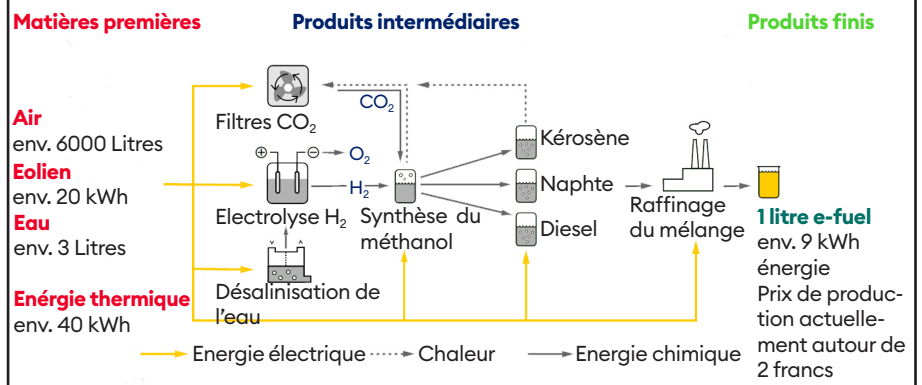 Matières premières
Produits intermédiaires
Produits finis
Air
env. 6000 Litres
Eolien
env. 20 kWh
Eau
env. 3 Litres
Enérgie thermique
env. 40 kWh
Filtres CO₂
CO₂
⊕ ⊖ O₂
H₂
Electrolyse H₂
Désalinisation de
l’eau
Synthèse du
méthanol
Kérosène
Naphte
Diesel
Raffinage
du mélange
1 litre e-fuel
env. 9 kWh
énergie
Prix de produc-
tion actuelle-
ment autour de
2 francs
Energie électrique
Chaleur
Energie chimique